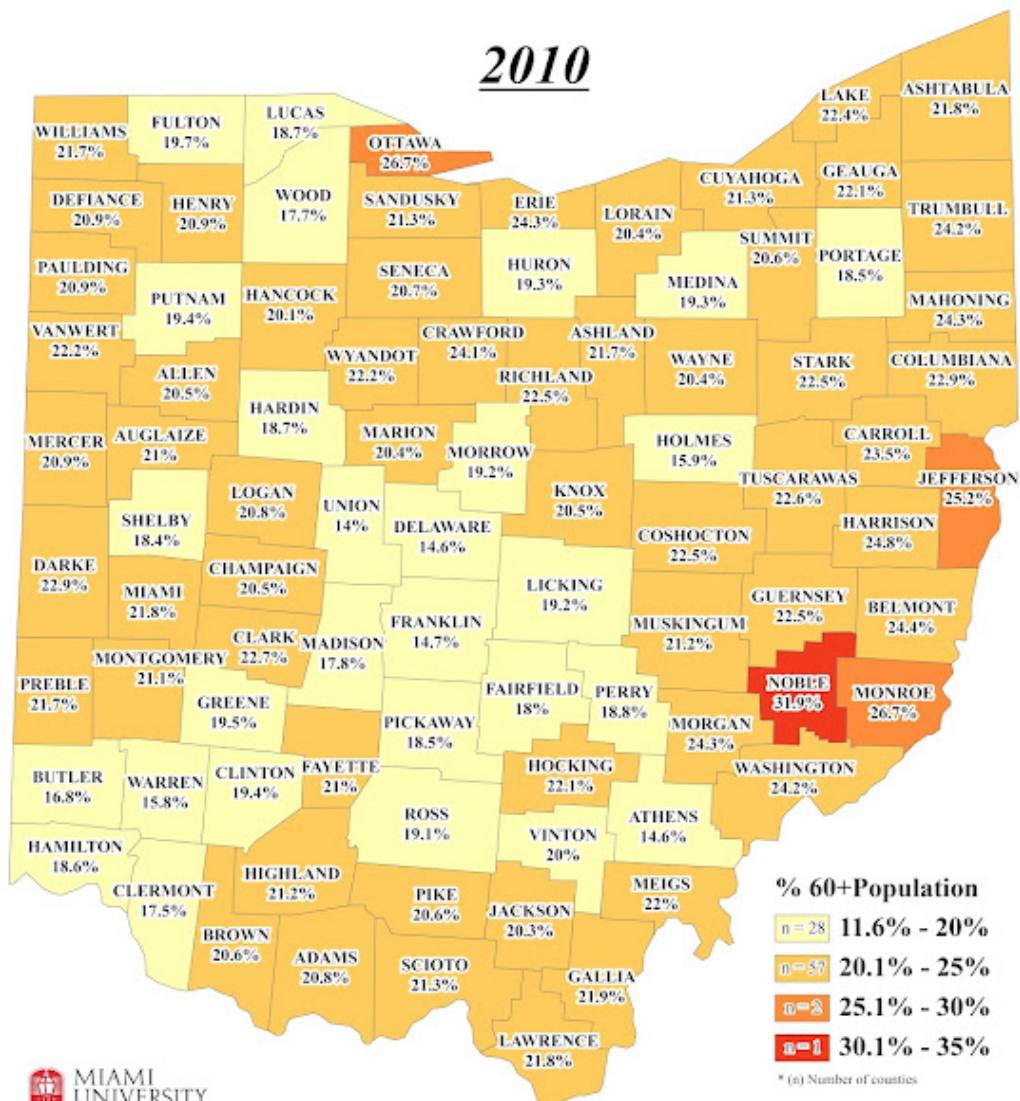 2010
LAKE
22.4%
ASHTABULA
21.8%
WILLIAMS
21.7%
FULTON
19.7%
LUCAS
18.7%
OTTAWA
26.7%
CUYAHOGA
21.3%
GEAUGA
22.1%
DEFIANCE
20.9%
HENRY
20.9%
WOOD
17.7%
SANDUSKY
21.3%
ERIE
24.3%
LORAIN
20.4%
TRUMBULL
24.2%
SUMMIT
20.6%
PORTAGE
18.5%
PAULDING
20.9%
PUTNAM
19.4%
HANCOCK
20.1%
SENECA
20.7%
HURON
19.3%
MEDINA
19.3%
MAHONING
24.3%
VANWERT
22.2%
ALLEN
20.5%
WYANDOT
22.2%
CRAWFORD
24.1%
RICHLAND
22.5%
ASHLAND
21.7%
WAYNE
20.4%
STARK
22.5%
COLUMBIANA
22.9%
HARDIN
18.7%
MERCER
20.9%
AUGLAIZE
21%
MARION
20.4%
MORROW
19.2%
HOLMES
15.9%
CARROLL
23.5%
TUSCARAWAS
22.6%
JEFFERSON
25.2%
SHELBY
18.4%
LOGAN
20.8%
UNION
14%
DELAWARE
14.6%
KNOX
20.5%
COSHOCTON
22.5%
HARRISON
24.8%
DARKE
22.9%
MIAMI
21.8%
CHAMPAIGN
20.5%
LICKING
19.2%
GUERNSEY
22.5%
BELMONT
24.4%
CLARK
22.7%
MADISON
17.8%
FRANKLIN
14.7%
MUSKINGUM
21.2%
PREBLE
21.7%
MONTGOMERY
21.1%
GREENE
19.5%
PICKAWAY
18.5%
FAIRFIELD
18%
PERRY
18.8%
MORGAN
24.3%
NOBLE
31.9%
MONROE
26.7%
BUTLER
16.8%
WARREN
15.8%
CLINTON
19.4%
FAYETTE
21%
HOCKING
22.1%
WASHINGTON
24.2%
ROSS
19.1%
VINTON
20%
ATHENS
14.6%
HAMILTON
18.6%
CLERMONT
17.5%
HIGHLAND
21.2%
PIKE
20.6%
JACKSON
20.3%
MEIGS
22%
BROWN
20.6%
ADAMS
20.8%
SCIOTO
21.3%
GALLIA
21.9%
LAWRENCE
21.8%
% 60+Population
n = 28 11.6% - 20%
n = 57 20.1% - 25%
n = 2 25.1% - 30%
n = 1 30.1% - 35%
* (n) Number of counties
MIAMI
UNIVERSITY